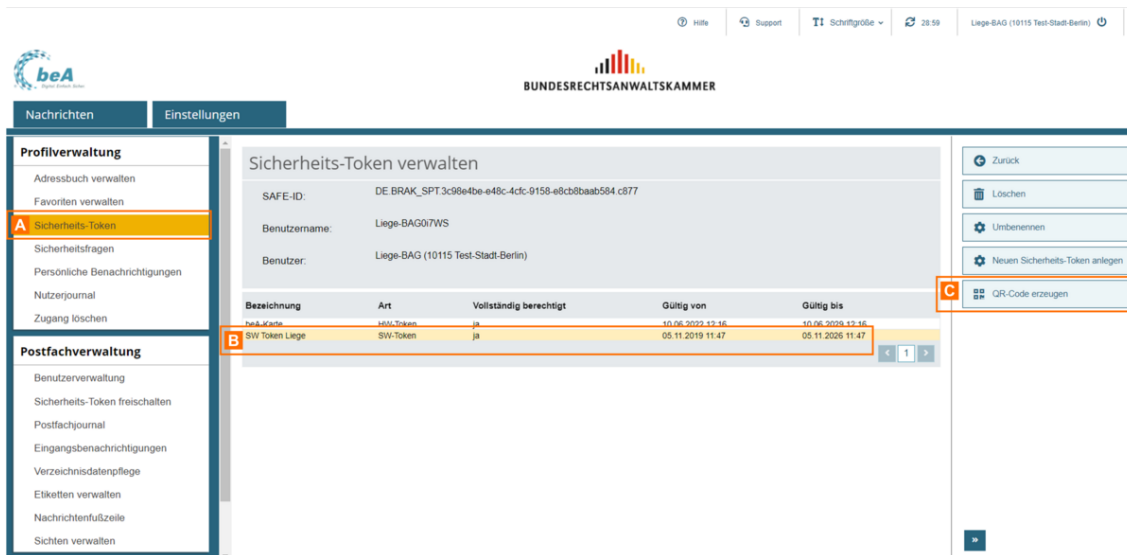 Hilfe Support Schriftgröße 28:59 Liege-BAG (10115 Test-Stadt-Berlin)
beA
Digital. Einfach. Sicher.
BUNDESRECHTSANWALTSKAMMER
Nachrichten Einstellungen
Profilverwaltung
Adressbuch verwalten
Favoriten verwalten
A Sicherheits-Token
Sicherheitsfragen
Persönliche Benachrichtigungen
Nutzerjournal
Zugang löschen
Postfachverwaltung
Benutzerverwaltung
Sicherheits-Token freischalten
Postfachjournal
Eingangsbenachrichtigungen
Verzeichnisdatenpflege
Etiketten verwalten
Nachrichtenfußzeile
Sichten verwalten
Sicherheits-Token verwalten
SAFE-ID: DE.BRAK_SPT.3c98e4be-e48c-4cfc-9158-e8cb8baab584.c877
Benutzername: Liege-BAG0i7WS
Benutzer: Liege-BAG (10115 Test-Stadt-Berlin)
Bezeichnung Art Vollständig berechtigt Gültig von Gültig bis
beA-Karte HW-Token ja 10.06.2022 12:16 10.06.2029 12:16
B SW Token Liege SW-Token ja 05.11.2019 11:47 05.11.2026 11:47
< 1 >
Zurück
Löschen
Umbenennen
Neuen Sicherheits-Token anlegen
C QR-Code erzeugen
»